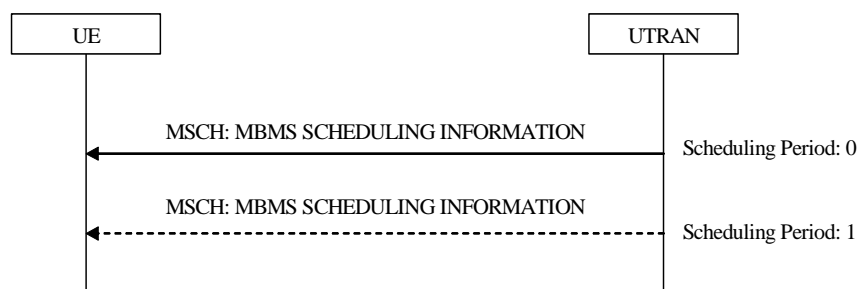 UE
UTRAN
MSCH: MBMS SCHEDULING INFORMATION
Scheduling Period: 0
MSCH: MBMS SCHEDULING INFORMATION
Scheduling Period: 1